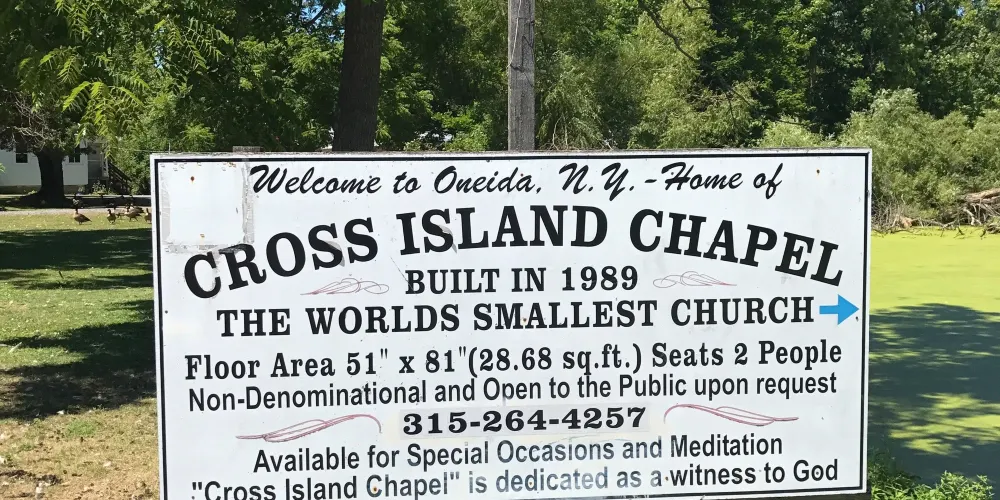 Welcome to Oneida, N.Y. - Home of
CROSS ISLAND CHAPEL
BUILT IN 1989
THE WORLDS SMALLEST CHURCH
Floor Area 51" x 81"(28.68 sq.ft.) Seats 2 People
Non-Denominational and Open to the Public upon request
315-264-4257
Available for Special Occasions and Meditation
"Cross Island Chapel" is dedicated as a witness to God